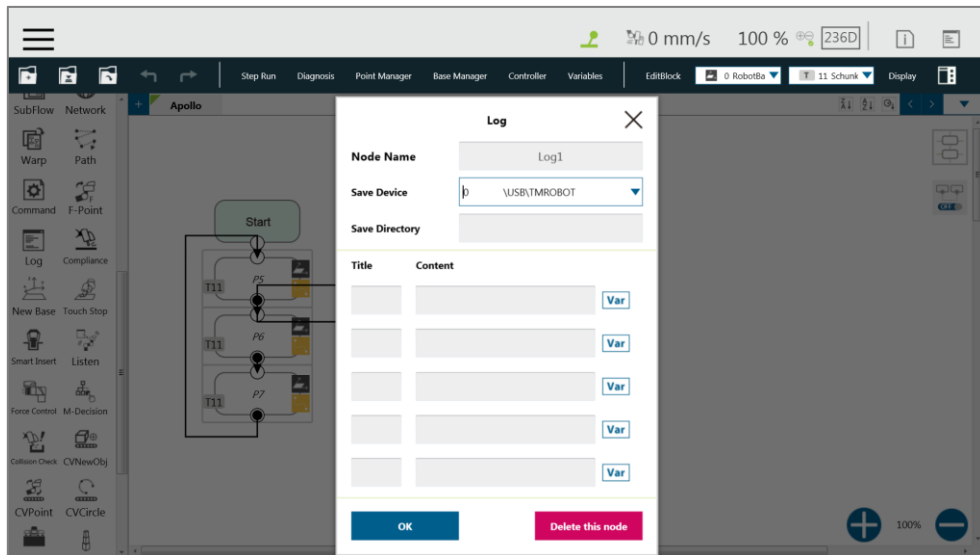 0 mm/s 100 % 236D
Step Run Diagnosis Point Manager Base Manager Controller Variables EditBlock 0 RobotBa T 11 Schunk Display
SubFlow Network + Apollo
Warp Path
Command F-Point
Log Compliance
New Base Touch Stop
Smart Insert Listen
Force Control M-Decision
Collision Check CVNewObj
CVPoint CVCircle
Start
T11 P5
T11 P6
T11 P7
Log
Node Name Log1
Save Device 0 \USB\TMROBOT
Save Directory
Title Content
Var
Var
Var
Var
Var
OK Delete this node
OFF
100%